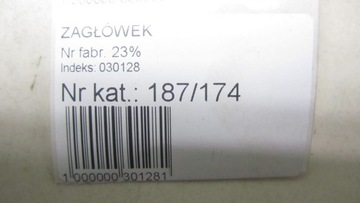 ZAGŁÓWEK
Nr fabr. 23%
Indeks: 030128
Nr kat.: 187/174
1 000000 301281